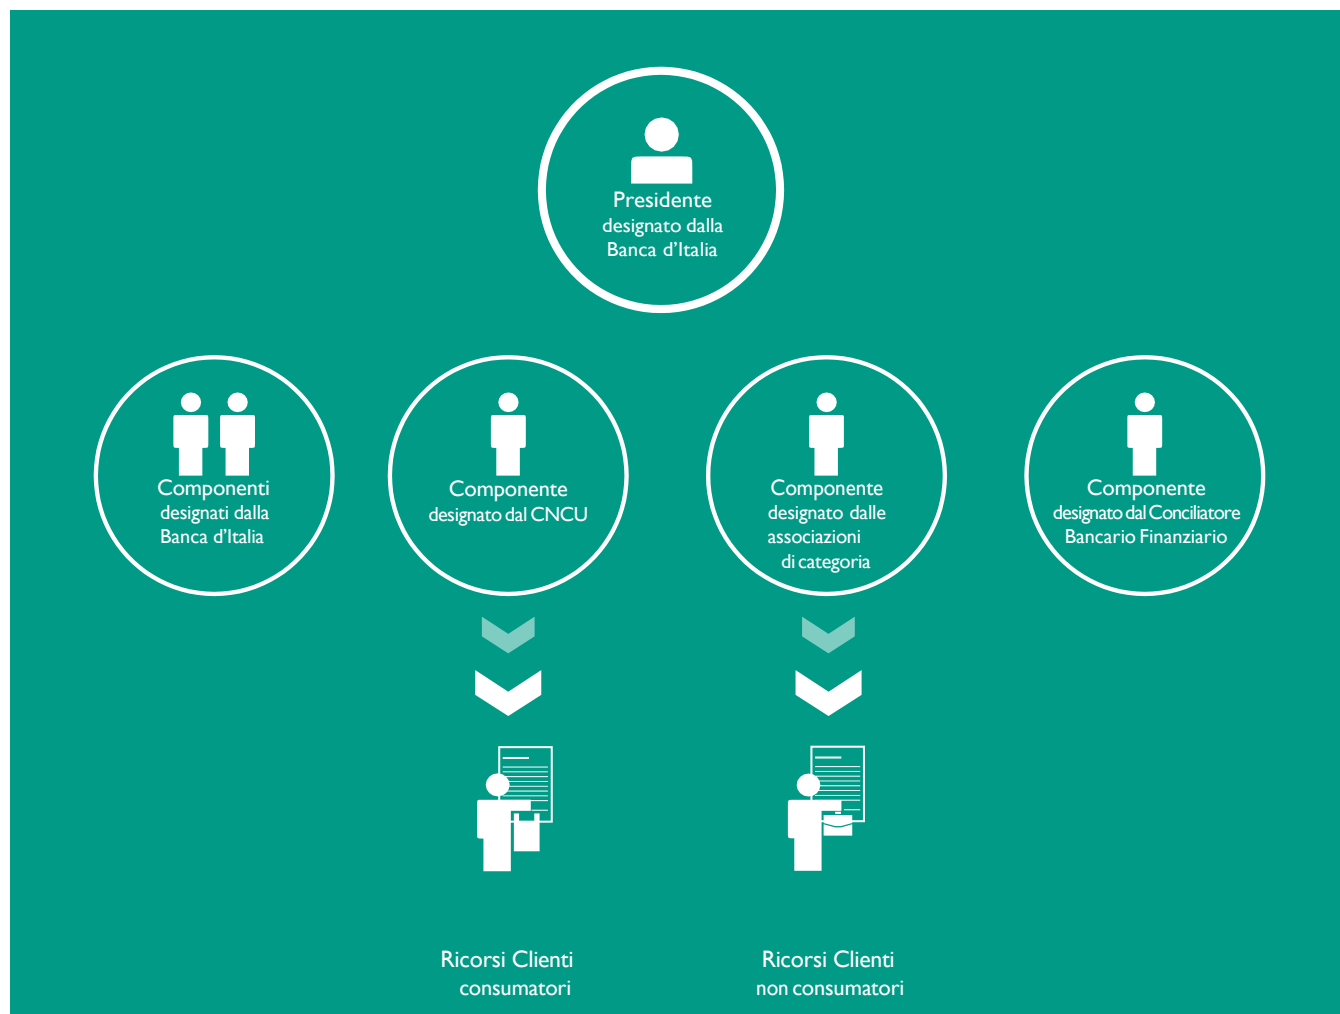 Presidente
designato dalla
Banca d’Italia
Componenti
designati dalla
Banca d’Italia
Componente
designato dal CNCU
Componente
designato dalle
associazioni
di categoria
Componente
designato dal Conciliatore
Bancario Finanziario
Ricorsi Clienti
consumatori
Ricorsi Clienti
non consumatori